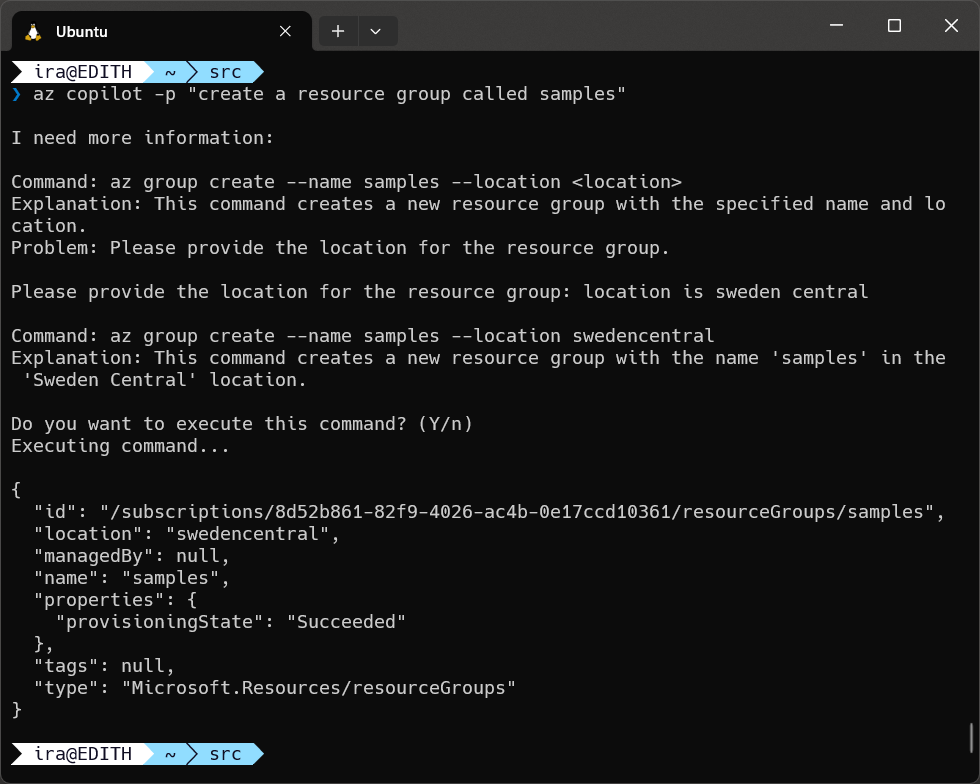 Ubuntu
ira@EDITH ~ src
❯ az copilot -p "create a resource group called samples"
I need more information:
Command: az group create --name samples --location <location>
Explanation: This command creates a new resource group with the specified name and lo
cation.
Problem: Please provide the location for the resource group.
Please provide the location for the resource group: location is sweden central
Command: az group create --name samples --location swedencentral
Explanation: This command creates a new resource group with the name 'samples' in the
 'Sweden Central' location.
Do you want to execute this command? (Y/n)
Executing command...
{
  "id": "/subscriptions/8d52b861-82f9-4026-ac4b-0e17ccd10361/resourceGroups/samples",
  "location": "swedencentral",
  "managedBy": null,
  "name": "samples",
  "properties": {
    "provisioningState": "Succeeded"
  },
  "tags": null,
  "type": "Microsoft.Resources/resourceGroups"
}
ira@EDITH ~ src